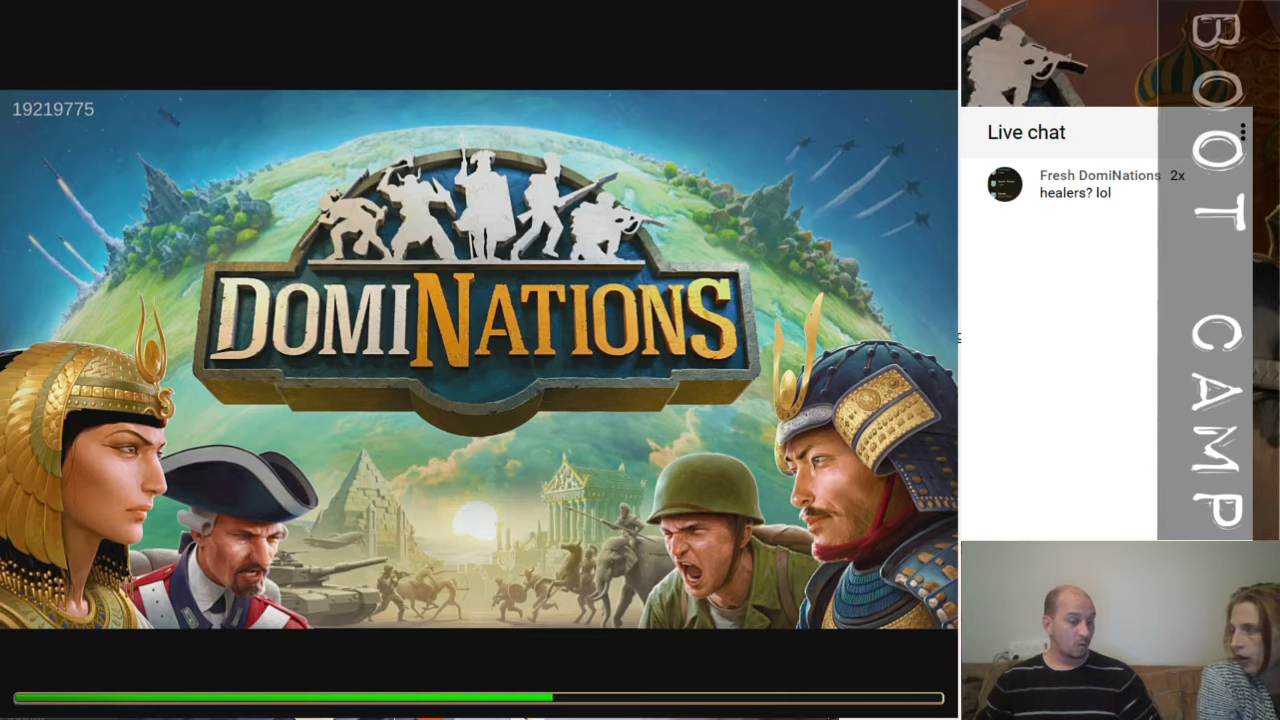 19219775
DOMINATIONS
Live chat
Fresh DomiNations 2x
healers? lol
BOOT CAMP